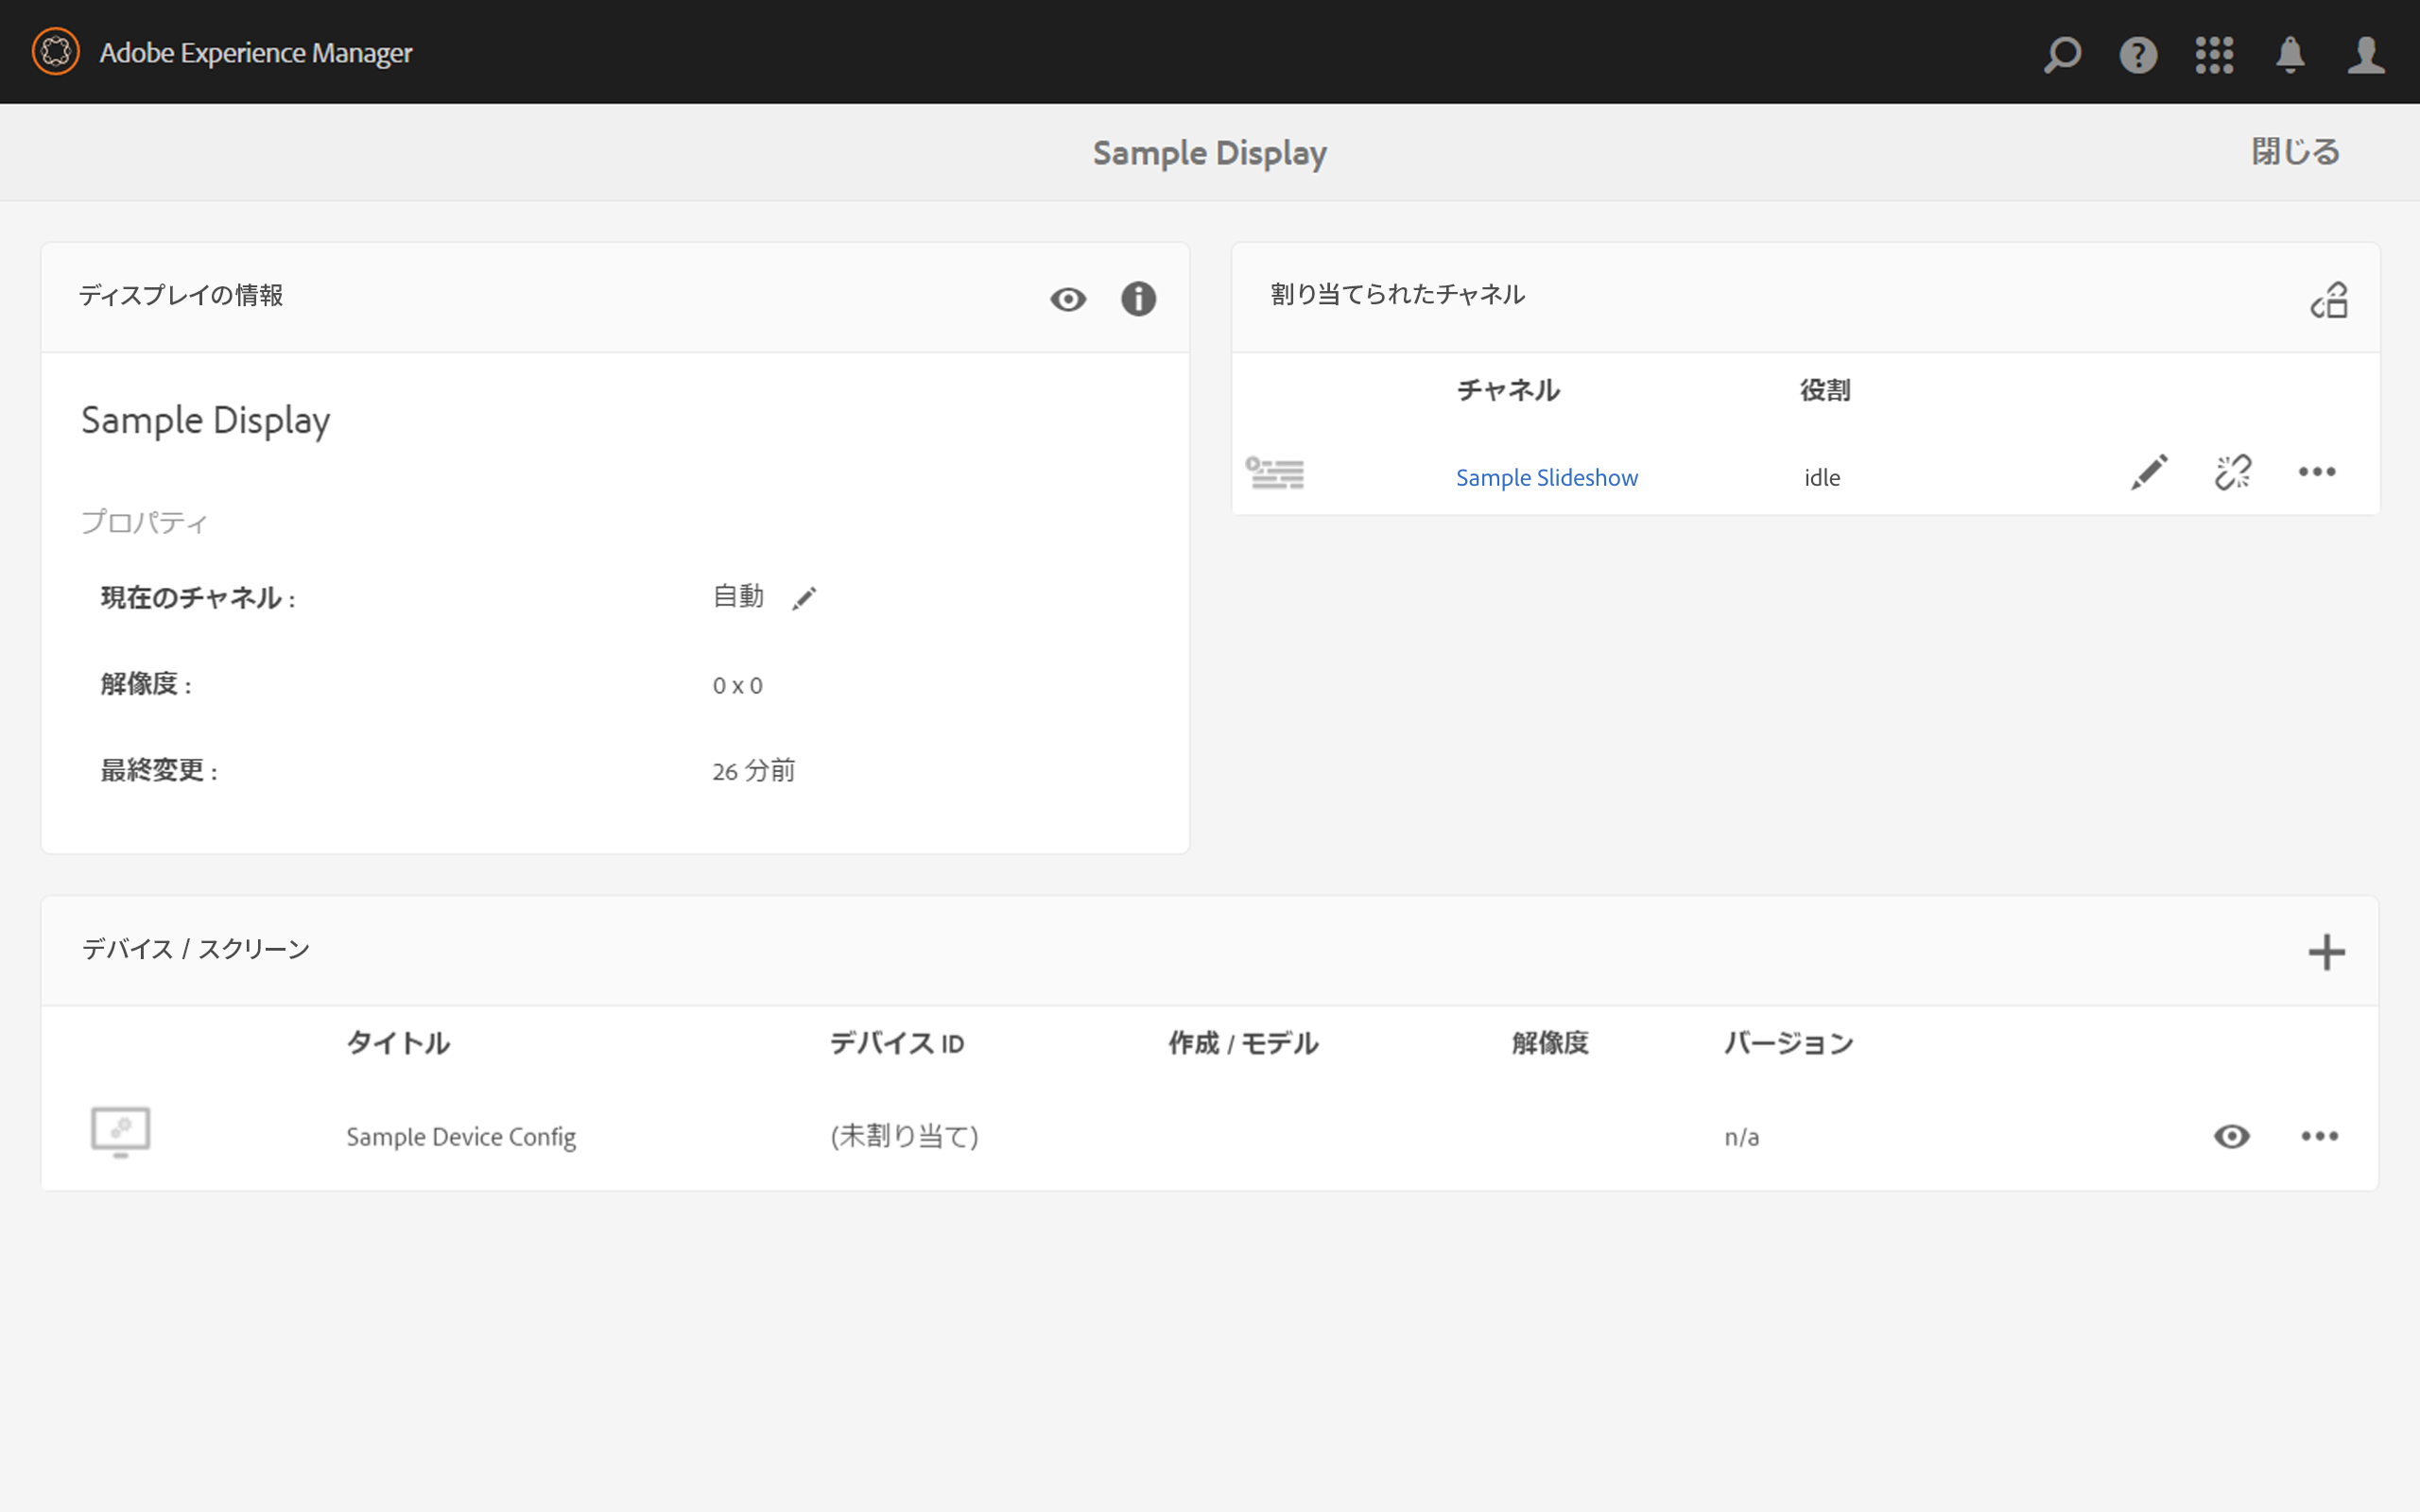 Adobe Experience Manager
Sample Display
閉じる
ディスプレイの情報
Sample Display
プロパティ
現在のチャネル : 自動
解像度 : 0 x 0
最終変更 : 26 分前
割り当てられたチャネル
チャネル 役割
Sample Slideshow idle
デバイス / スクリーン
タイトル デバイス ID 作成 / モデル 解像度 バージョン
Sample Device Config (未割り当て) n/a